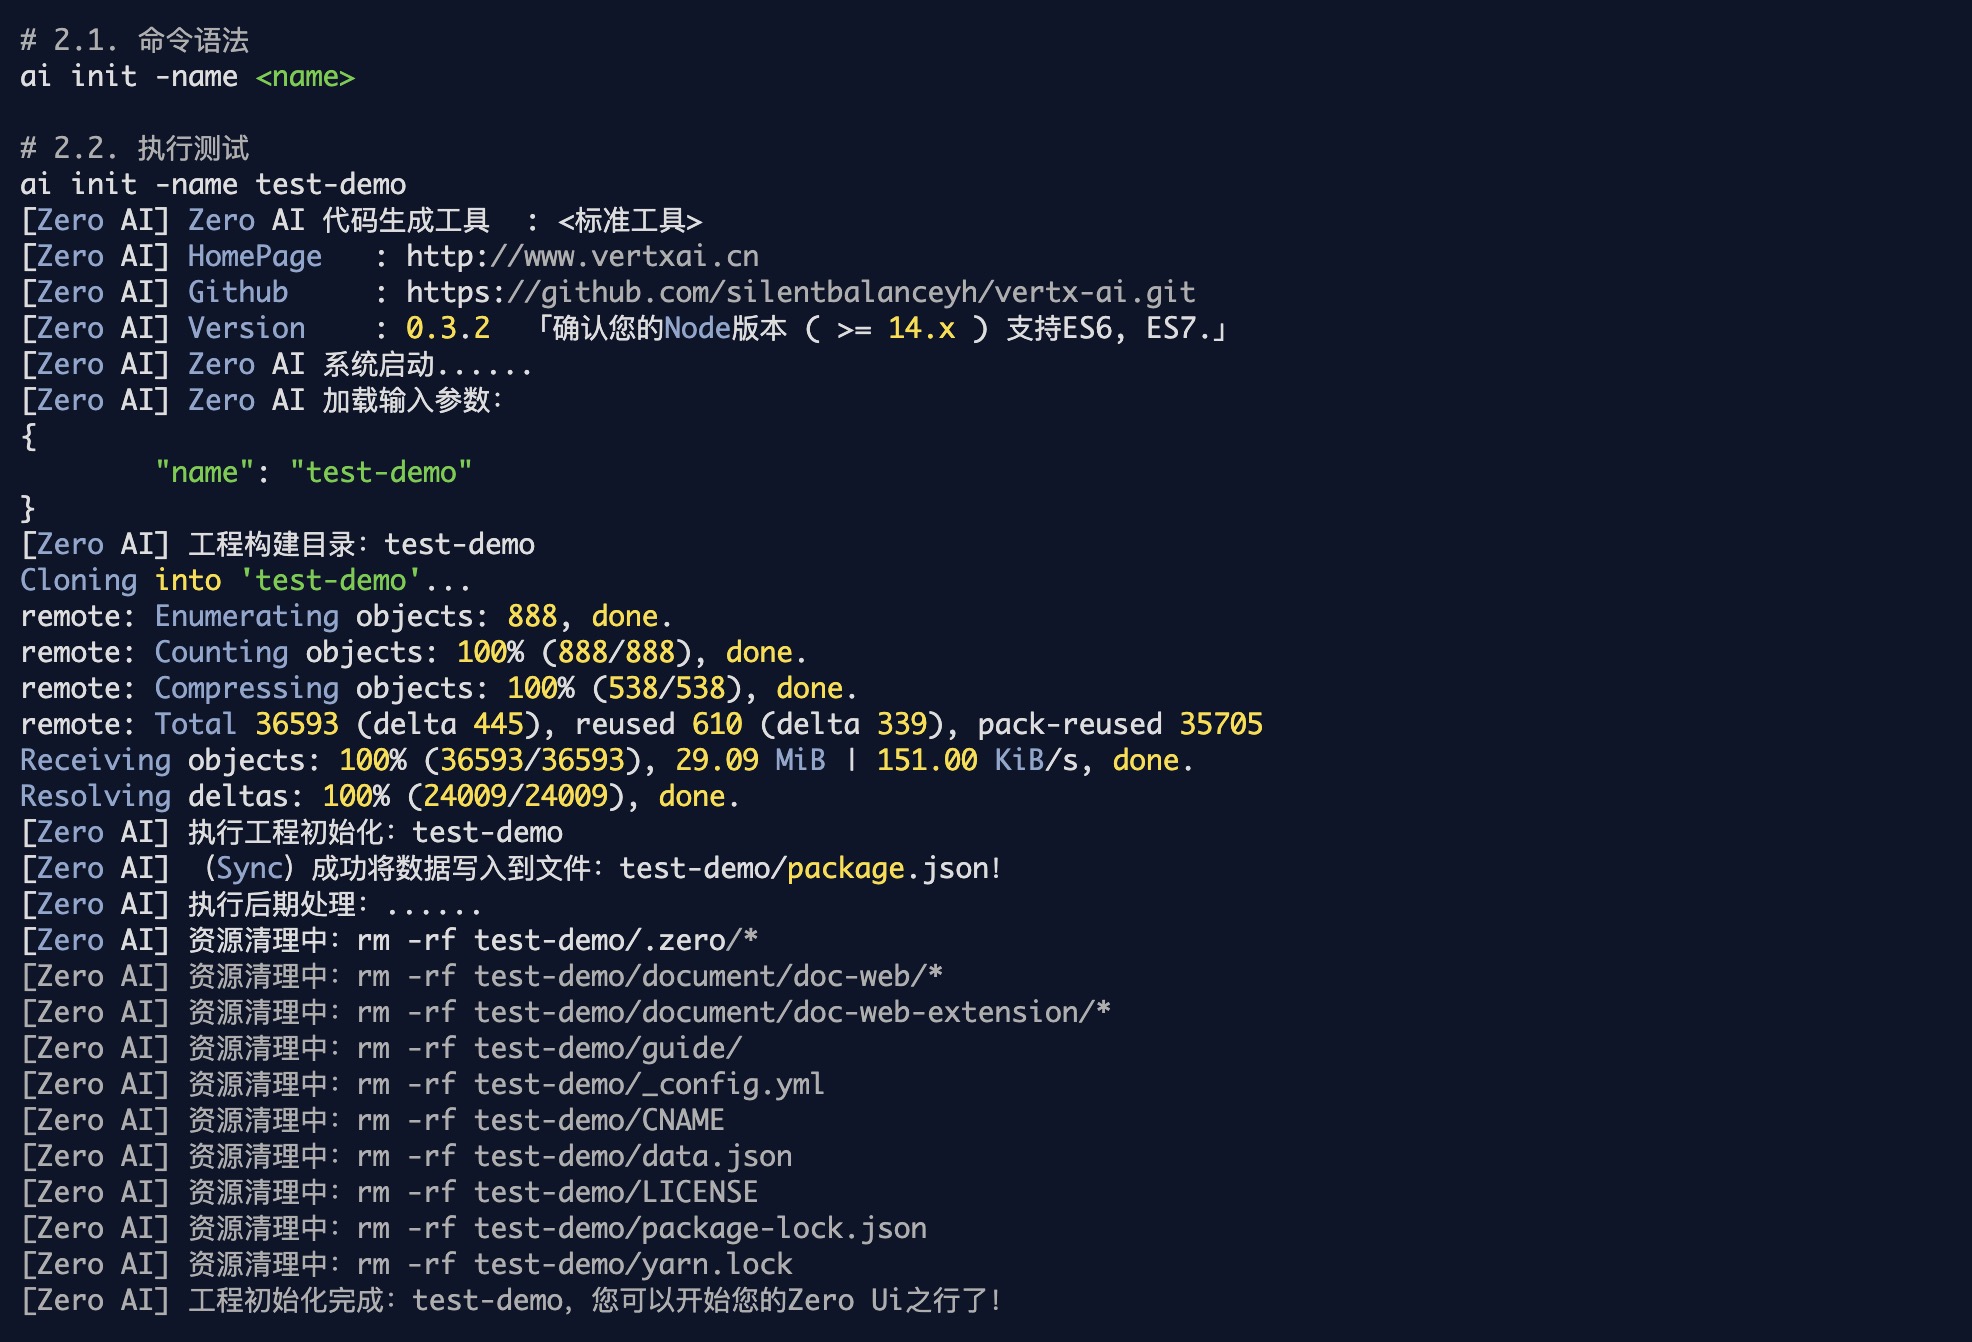 # 2.1. 命令语法
ai init -name <name>
# 2.2. 执行测试
ai init -name test-demo
[Zero AI] Zero AI 代码生成工具  : <标准工具>
[Zero AI] HomePage   : http://www.vertxai.cn
[Zero AI] Github     : https://github.com/silentbalanceyh/vertx-ai.git
[Zero AI] Version    : 0.3.2  「确认您的Node版本 ( >= 14.x ) 支持ES6, ES7.」
[Zero AI] Zero AI 系统启动......
[Zero AI] Zero AI 加载输入参数：
{
        "name": "test-demo"
}
[Zero AI] 工程构建目录：test-demo
Cloning into 'test-demo'...
remote: Enumerating objects: 888, done.
remote: Counting objects: 100% (888/888), done.
remote: Compressing objects: 100% (538/538), done.
remote: Total 36593 (delta 445), reused 610 (delta 339), pack-reused 35705
Receiving objects: 100% (36593/36593), 29.09 MiB | 151.00 KiB/s, done.
Resolving deltas: 100% (24009/24009), done.
[Zero AI] 执行工程初始化：test-demo
[Zero AI] （Sync）成功将数据写入到文件：test-demo/package.json!
[Zero AI] 执行后期处理：......
[Zero AI] 资源清理中：rm -rf test-demo/.zero/*
[Zero AI] 资源清理中：rm -rf test-demo/document/doc-web/*
[Zero AI] 资源清理中：rm -rf test-demo/document/doc-web-extension/*
[Zero AI] 资源清理中：rm -rf test-demo/guide/
[Zero AI] 资源清理中：rm -rf test-demo/_config.yml
[Zero AI] 资源清理中：rm -rf test-demo/CNAME
[Zero AI] 资源清理中：rm -rf test-demo/data.json
[Zero AI] 资源清理中：rm -rf test-demo/LICENSE
[Zero AI] 资源清理中：rm -rf test-demo/package-lock.json
[Zero AI] 资源清理中：rm -rf test-demo/yarn.lock
[Zero AI] 工程初始化完成：test-demo，您可以开始您的Zero Ui之行了!